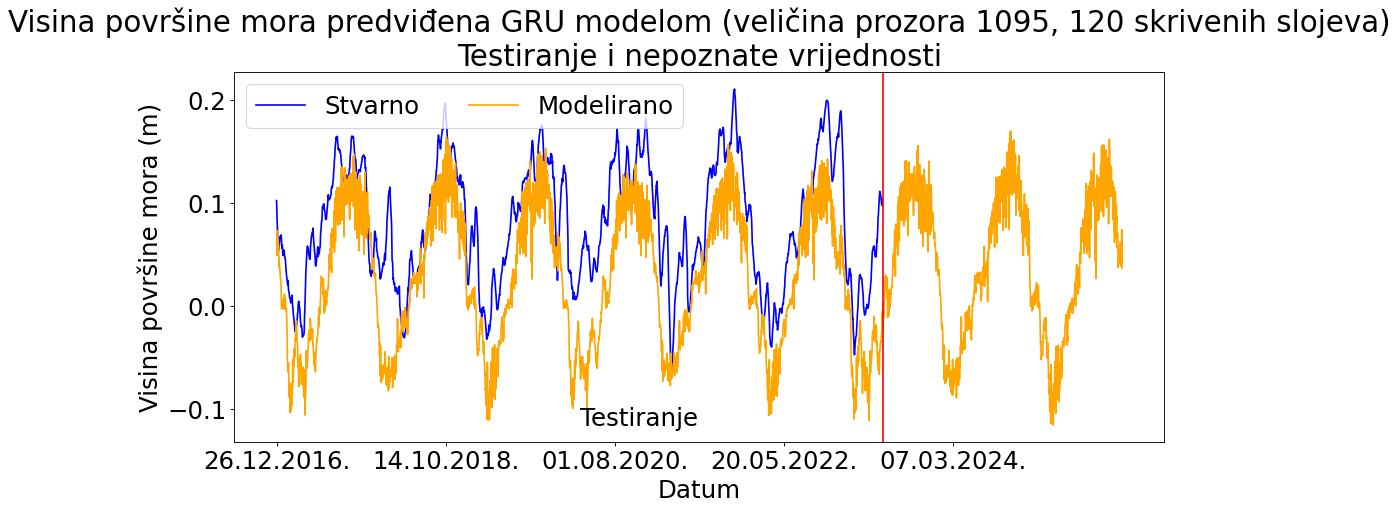 Visina površine mora predviđena GRU modelom (veličina prozora 1095, 120 skrivenih slojeva)
Testiranje i nepoznate vrijednosti
Stvarno
Modelirano
Visina površine mora (m)
0.2
0.1
0.0
−0.1
Testiranje
26.12.2016.
14.10.2018.
01.08.2020.
20.05.2022.
07.03.2024.
Datum